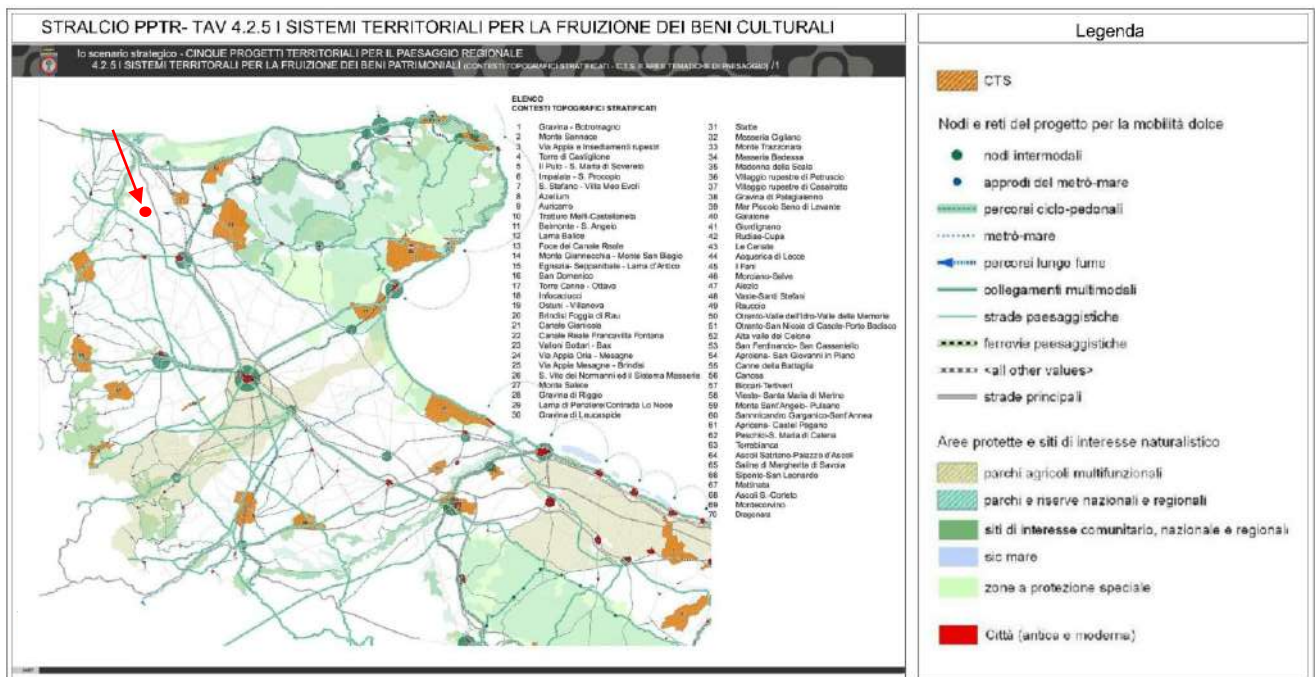 STRALCIO PPTR- TAV 4.2.5 I SISTEMI TERRITORIALI PER LA FRUIZIONE DEI BENI CULTURALI
lo scenario strategico - CINQUE PROGETTI TERRITORIALI PER IL PAESAGGIO REGIONALE
4.2.5 I SISTEMI TERRITORALI PER LA FRUIZIONE DEI BENI PATRIMONIALI (CONTESTI TOPOGRAFICI STRATIFICATI - C.T.S. E AREE TEMATICHE DI PAESAGGIO) /1
ELENCO
CONTESTI TOPOGRAFICI STRATIFICATI
1 Gravina - Botromagno
2 Monte Sannace
3 Via Appia e Insediamenti rupestri
4 Torre di Castiglione
5 Il Pulo - S. Maria di Sovereto
6 Impalata - S. Procopio
7 S. Stefano - Villa Meo Evoli
8 Azetium
9 Auricarro
10 Tratturo Melfi-Castellaneta
11 Belmonte - S. Angelo
12 Lama Balice
13 Foce del Canale Reale
14 Monte Giannecchia - Monte San Biagio
15 Egnazia- Seppannibale - Lama d'Antico
16 San Domenico
17 Torre Canne - Ottava
18 Infocaciucci
19 Ostuni - Villanova
20 Brindisi Foggia di Rau
21 Canale Giancola
22 Canale Reale Francavilla Fontana
23 Valloni Bottari - Bax
24 Via Appia Oria - Mesagne
25 Via Appia Mesagne - Brindisi
26 S. Vito dei Normanni ed il Sistema Masserie
27 Monte Salete
28 Gravina di Riggio
29 Lama di Penziere/Contrada Lo Noce
30 Gravina di Leucaspide
31 Statte
32 Masseria Cigliano
33 Monte Trazzonara
34 Masseria Badessa
35 Madonna della Scala
36 Villaggio rupestre di Petruscio
37 Villaggio rupestre di Casalrotto
38 Gravina di Palagianello
39 Mar Piccolo Seno di Levante
40 Galatone
41 Giurdignano
42 Rudiae-Cupa
43 Le Cesine
44 Acquarica di Lecce
45 I Fani
46 Morciano-Salve
47 Alezio
48 Vaste-Santi Stefani
49 Rauccio
50 Otranto-Valle dell'Idro-Valle delle Memorie
51 Otranto-San Nicola di Casole-Porto Badisco
52 Alta valle del Celone
53 San Ferdinando- San Cassaniello
54 Apricena- San Giovanni in Piano
55 Canne della Battaglia
56 Canosa
57 Biccari-Tertiveri
58 Vieste- Santa Maria di Merino
59 Monte Sant'Angelo- Pulsano
60 Sannicandro Garganico-Sant'Annea
61 Apricena- Castel Pagano
62 Peschici-S. Maria di Calena
63 Torrebianca
64 Ascoli Satriano-Palazzo d'Ascoli
65 Saline di Margherita di Savoia
66 Siponto-San Leonardo
67 Mattinata
68 Ascoli S.-Corleto
69 Montecorvino
70 Dragonara
Legenda
CTS
Nodi e reti del progetto per la mobilità dolce
nodi intermodali
approdi del metrò-mare
percorsi ciclo-pedonali
metrò-mare
percorsi lungo fume
collegamenti multimodali
strade paesaggistiche
ferrovie paesaggistiche
<all other values>
strade principali
Aree protette e siti di interesse naturalistico
parchi agricoli multifunzionali
parchi e riserve nazionali e regionali
siti di interesse comunitario, nazionale e regionali
sic mare
zone a protezione speciale
Città (antica e moderna)